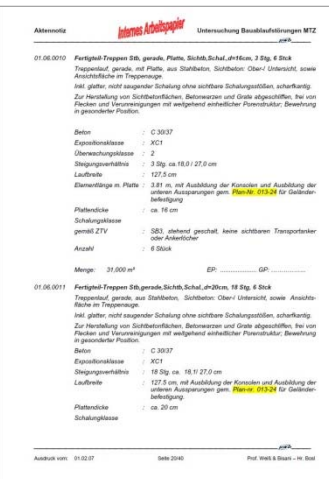 Aktennotiz Internes Arbeitspapier Untersuchung Bauablaufstörungen MTZ
01.06.0010 Fertigteil-Treppen Stb, gerade, Platte, Sichtb,Schal.,d=16cm, 3 Stg, 6 Stck
Treppenlauf, gerade, mit Platte, aus Stahlbeton, Sichtbeton: Ober-/ Untersicht, sowie
Ansichtsfläche im Treppenauge.
Inkl. glatter, nicht saugender Schalung ohne sichtbare Schalungsstößen, scharfkantig.
Zur Herstellung von Sichtbetonflächen, Betonwarzen und Grate abgeschliffen, frei von
Flecken und Verunreinigungen mit weitgehend einheitlicher Porenstruktur; Bewehrung
in gesonderter Position.
Beton : C 30/37
Expositionsklasse : XC1
Überwachungsklasse : 2
Steigungsverhältnis : 3 Stg. ca.18,0 / 27,0 cm
Laufbreite : 127,5 cm
Elementlänge m. Platte : 3.81 m, mit Ausbildung der Konsolen und Ausbildung der
unteren Aussparungen gem. Plan-Nr. 013-24 für Geländer-
befestigung
Plattendicke : ca. 16 cm
Schalungsklasse
gemäß ZTV : SB3, stehend geschalt, keine sichtbaren Transportanker
oder Ankerlöcher
Anzahl : 6 Stück
Menge: 31,000 m² EP: .................... GP: ..................
01.06.0011 Fertigteil-Treppen Stb,gerade,Sichtb,Schal.,d=20cm, 18 Stg, 6 Stck
Treppenlauf, gerade, aus Stahlbeton, Sichtbeton: Ober-/ Untersicht, sowie Ansichts-
fläche im Treppenauge.
Inkl. glatter, nicht saugender Schalung ohne sichtbare Schalungsstößen, scharfkantig.
Zur Herstellung von Sichtbetonflächen, Betonwarzen und Grate abgeschliffen, frei von
Flecken und Verunreinigungen mit weitgehend einheitlicher Porenstruktur; Bewehrung
in gesonderter Position.
Beton : C 30/37
Expositionsklasse : XC1
Steigungsverhältnis : 18 Stg. ca. 18,1/ 27,0 cm
Laufbreite : 127,5 cm, mit Ausbildung der Konsolen und Ausbildung der
unteren Aussparungen gem. Plan-nr. 013-24 für Geländer-
befestigung.
Plattendicke : ca. 20 cm
Schalungsklasse
Ausdruck vom: 01.02.07 Seite 20/40 Prof. Weiß & Bisani – Hr. Bosl